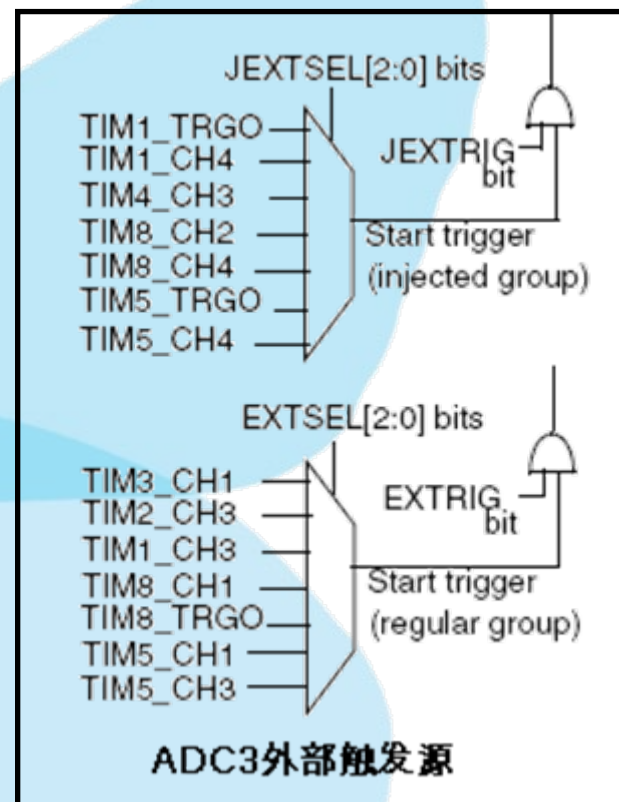 JEXTSEL[2:0] bits
TIM1_TRGO
TIM1_CH4
TIM4_CH3
TIM8_CH2
TIM8_CH4
TIM5_TRGO
TIM5_CH4
JEXTRIG
bit
Start trigger
(injected group)
EXTSEL[2:0] bits
TIM3_CH1
TIM2_CH3
TIM1_CH3
TIM8_CH1
TIM8_TRGO
TIM5_CH1
TIM5_CH3
EXTRIG
bit
Start trigger
(regular group)
ADC3外部触发源